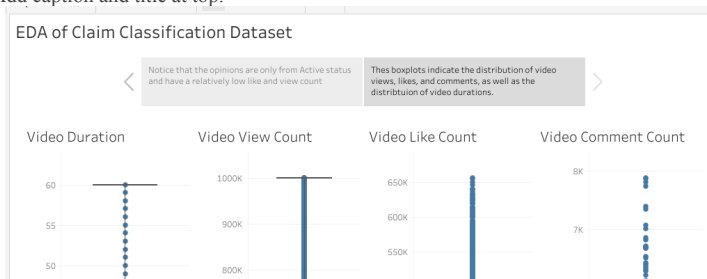 Add caption and title at top.
EDA of Claim Classification Dataset
Notice that the opinions are only from Active status
and have a relatively low like and view count
Thes boxplots indicate the distribution of video
views, likes, and comments, as well as the
distribtuion of video durations.
Video Duration
Video View Count
Video Like Count
Video Comment Count
60
55
50
1000K
900K
800K
650K
600K
550K
8K
7K